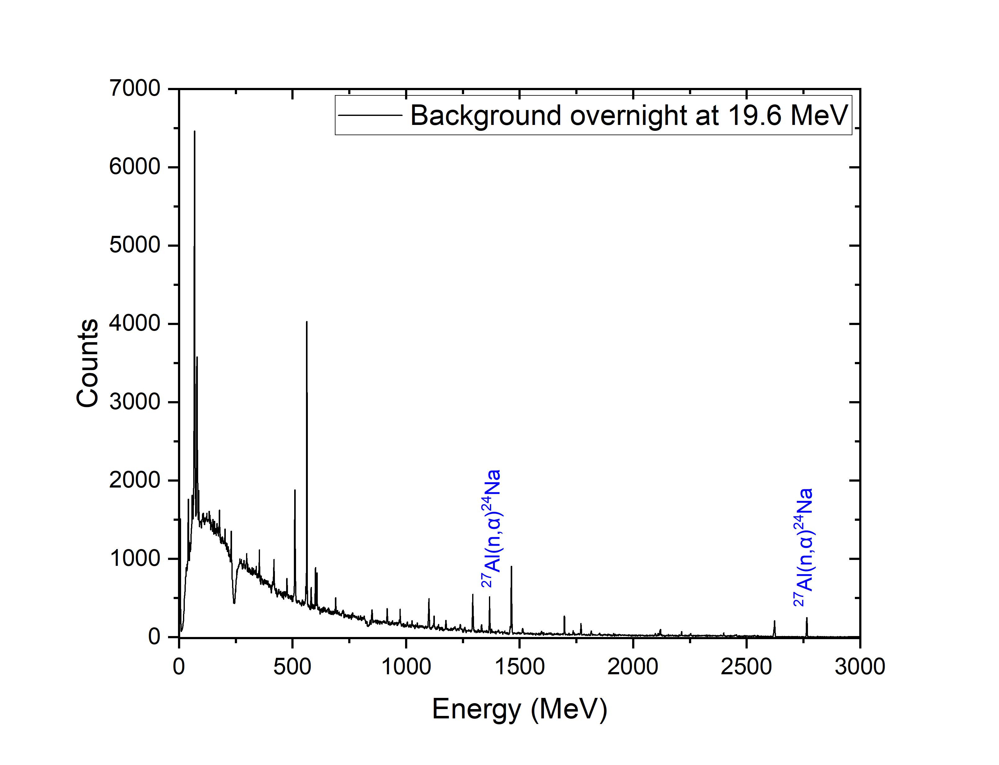 7000
6000
5000
4000
3000
2000
1000
0
Counts
Background overnight at 19.6 MeV
²⁷Al(n,α)²⁴Na
²⁷Al(n,α)²⁴Na
0 500 1000 1500 2000 2500 3000
Energy (MeV)